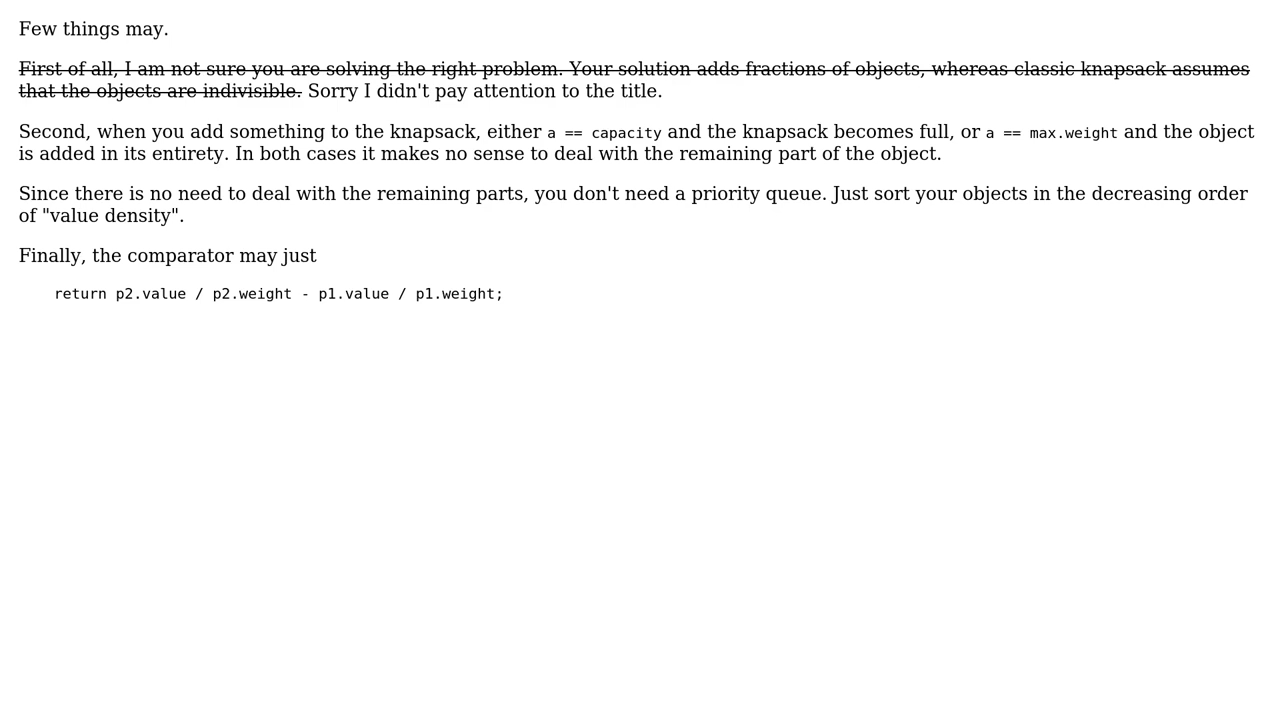 Few things may.
First of all, I am not sure you are solving the right problem. Your solution adds fractions of objects, whereas classic knapsack assumes
that the objects are indivisible. Sorry I didn't pay attention to the title.
Second, when you add something to the knapsack, either a == capacity and the knapsack becomes full, or a == max.weight and the object
is added in its entirety. In both cases it makes no sense to deal with the remaining part of the object.
Since there is no need to deal with the remaining parts, you don't need a priority queue. Just sort your objects in the decreasing order
of "value density".
Finally, the comparator may just
return p2.value / p2.weight - p1.value / p1.weight;